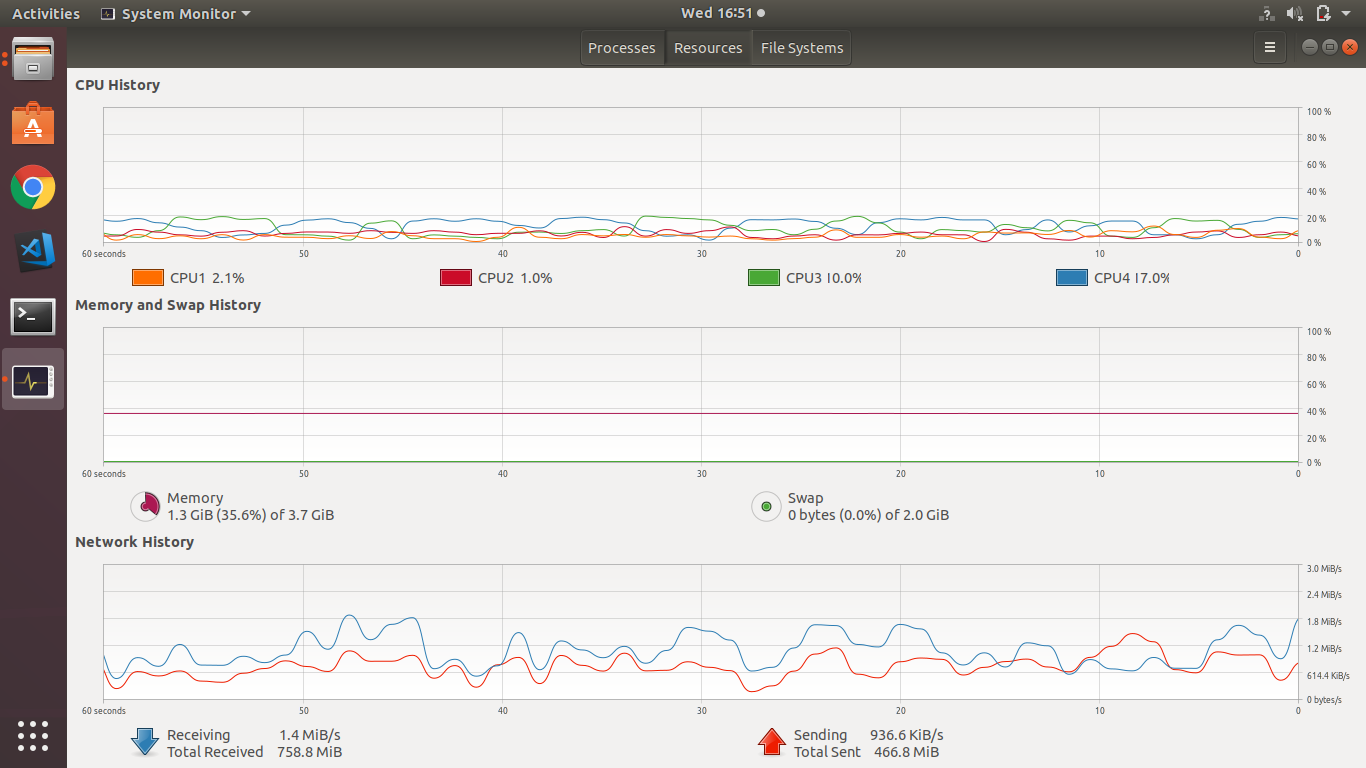 Activities System Monitor Wed 16:51
Processes Resources File Systems
CPU History
100 %
80 %
60 %
40 %
20 %
0 %
60 seconds 50 40 30 20 10 0
CPU1 2.1% CPU2 1.0% CPU3 10.0% CPU4 17.0%
Memory and Swap History
100 %
80 %
60 %
40 %
20 %
0 %
60 seconds 50 40 30 20 10 0
Memory Swap
1.3 GiB (35.6%) of 3.7 GiB 0 bytes (0.0%) of 2.0 GiB
Network History
3.0 MiB/s
2.4 MiB/s
1.8 MiB/s
1.2 MiB/s
614.4 KiB/s
0 bytes/s
60 seconds 50 40 30 20 10 0
Receiving 1.4 MiB/s Sending 936.6 KiB/s
Total Received 758.8 MiB Total Sent 466.8 MiB